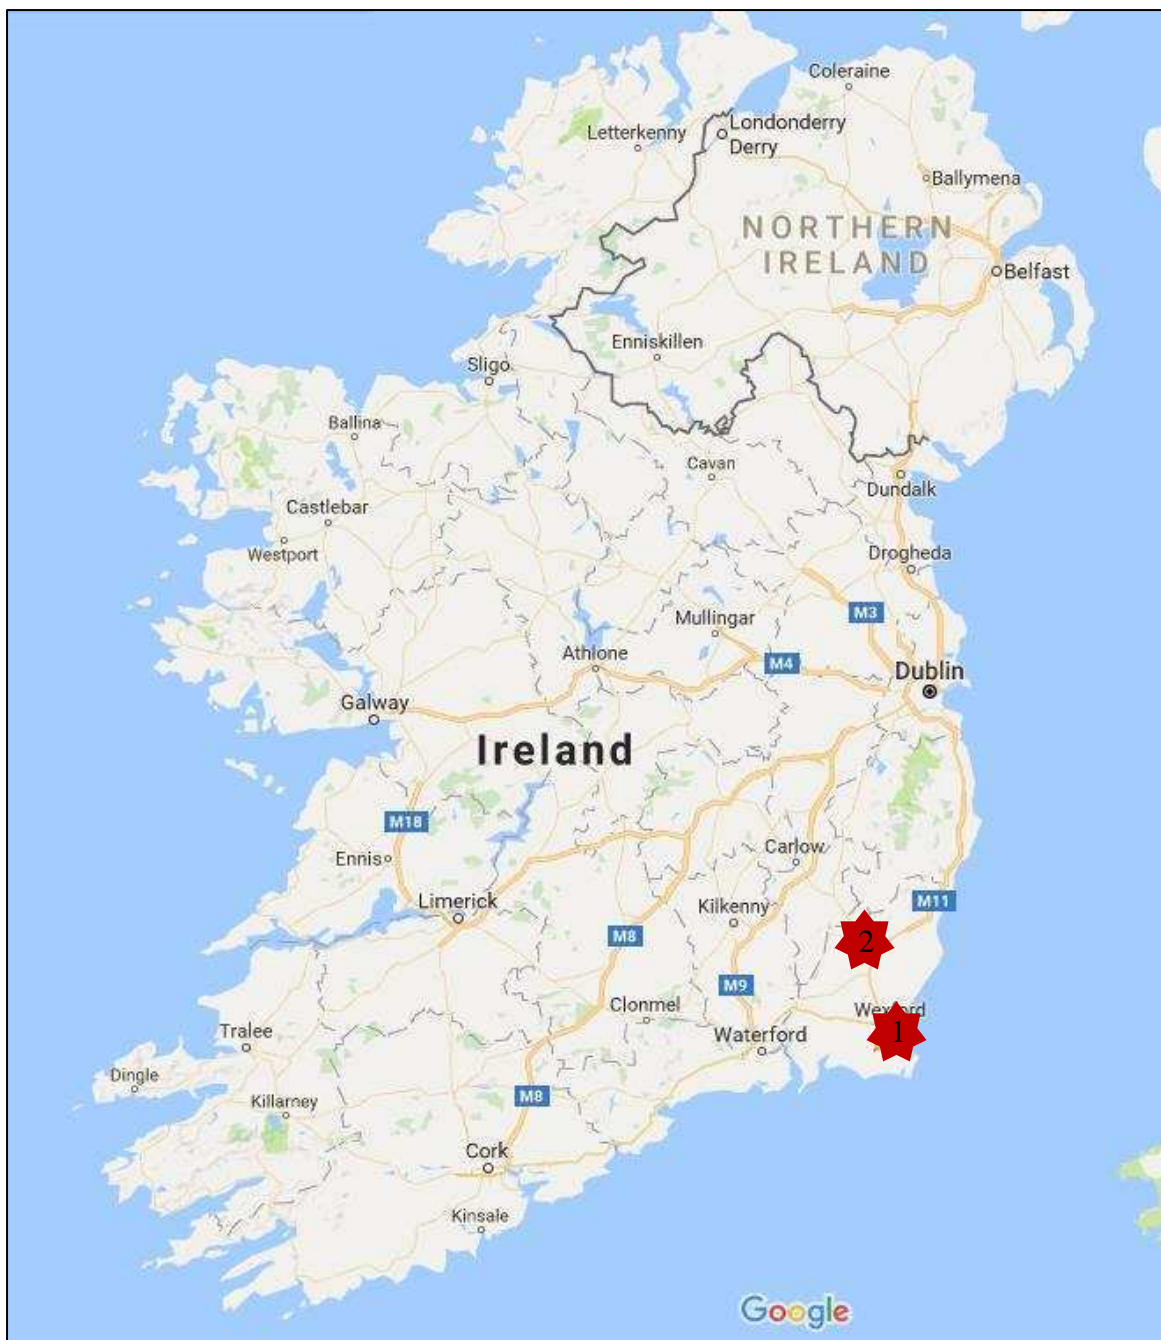 Coleraine
Londonderry
Derry
Letterkenny
Ballymena
NORTHERN
IRELAND
Belfast
Enniskillen
Sligo
Ballina
Cavan
Dundalk
Castlebar
Westport
Drogheda
M3
Mullingar
Athlone
M4
Dublin
Galway
Ireland
M18
Carlow
Ennis
Limerick
Kilkenny
M11
M8
2
M9
Clonmel
Wexford
1
Tralee
Waterford
Dingle
Killarney
M8
Cork
Kinsale
Google